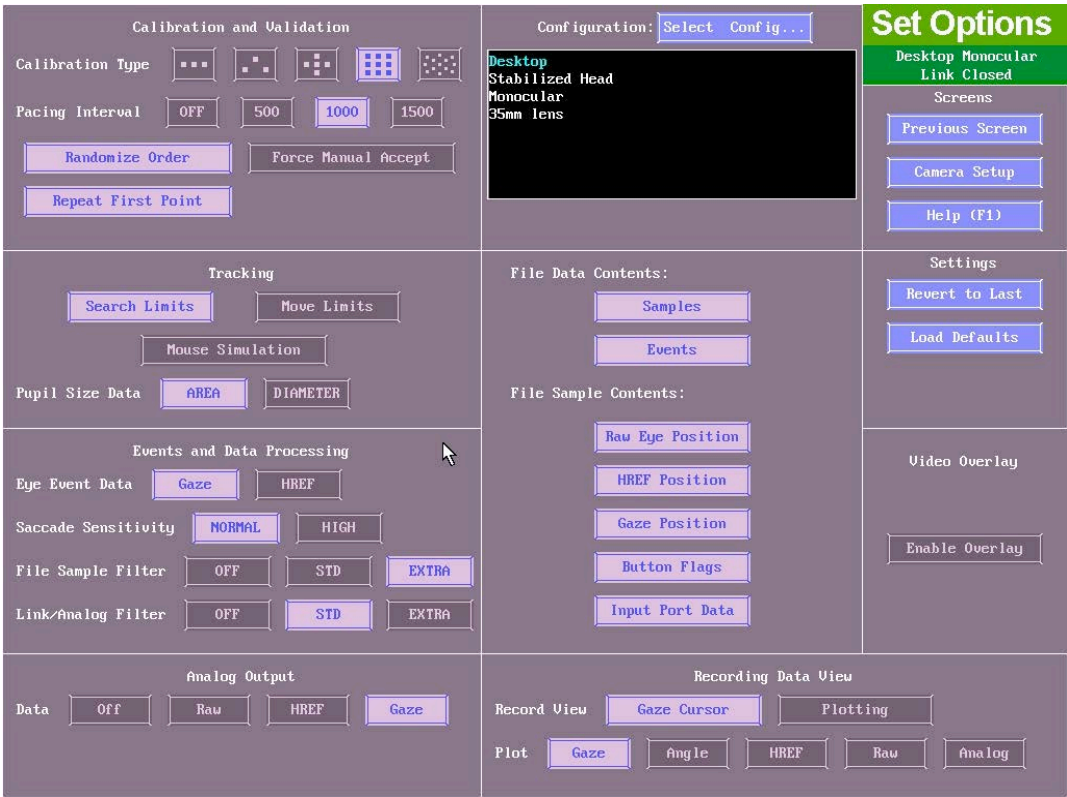 Calibration and Validation
Calibration Type
Pacing Interval OFF 500 1000 1500
Randomize Order Force Manual Accept
Repeat First Point
Configuration: Select Config...
Desktop
Stabilized Head
Monocular
35mm lens
Set Options
Desktop Monocular
Link Closed
Screens
Previous Screen
Camera Setup
Help (F1)
Tracking
Search Limits Move Limits
Mouse Simulation
Pupil Size Data AREA DIAMETER
File Data Contents:
Samples
Events
File Sample Contents:
Raw Eye Position
HREF Position
Gaze Position
Button Flags
Input Port Data
Settings
Revert to Last
Load Defaults
Events and Data Processing
Eye Event Data Gaze HREF
Saccade Sensitivity NORMAL HIGH
File Sample Filter OFF STD EXTRA
Link/Analog Filter OFF STD EXTRA
Video Overlay
Enable Overlay
Analog Output
Data Off Raw HREF Gaze
Recording Data View
Record View Gaze Cursor Plotting
Plot Gaze Angle HREF Raw Analog